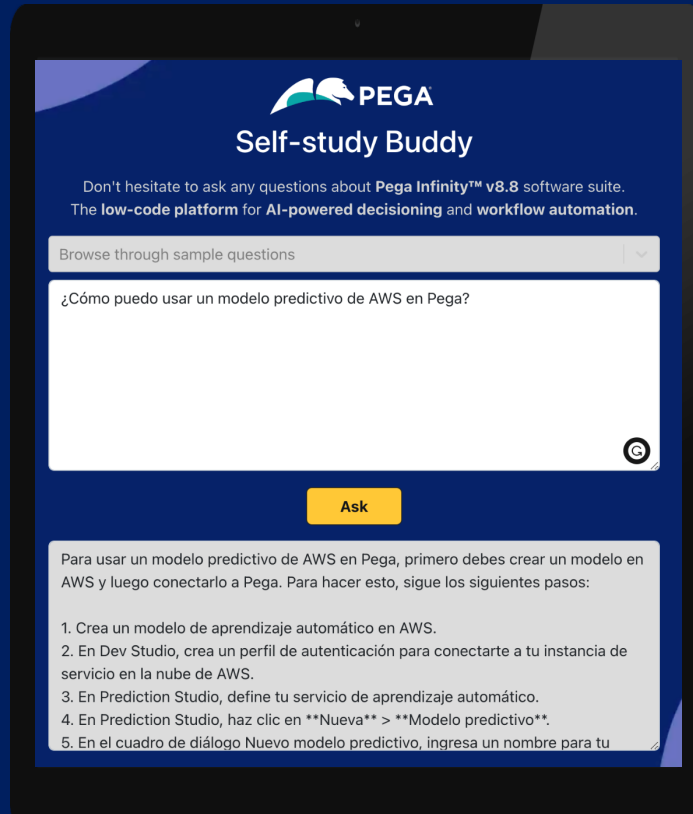 PEGA
Self-study Buddy
Don't hesitate to ask any questions about Pega Infinity™ v8.8 software suite.
The low-code platform for AI-powered decisioning and workflow automation.
Browse through sample questions
¿Cómo puedo usar un modelo predictivo de AWS en Pega?
G
Ask
Para usar un modelo predictivo de AWS en Pega, primero debes crear un modelo en
AWS y luego conectarlo a Pega. Para hacer esto, sigue los siguientes pasos:
1. Crea un modelo de aprendizaje automático en AWS.
2. En Dev Studio, crea un perfil de autenticación para conectarte a tu instancia de
servicio en la nube de AWS.
3. En Prediction Studio, define tu servicio de aprendizaje automático.
4. En Prediction Studio, haz clic en **Nueva** > **Modelo predictivo**.
5. En el cuadro de diálogo Nuevo modelo predictivo, ingresa un nombre para tu